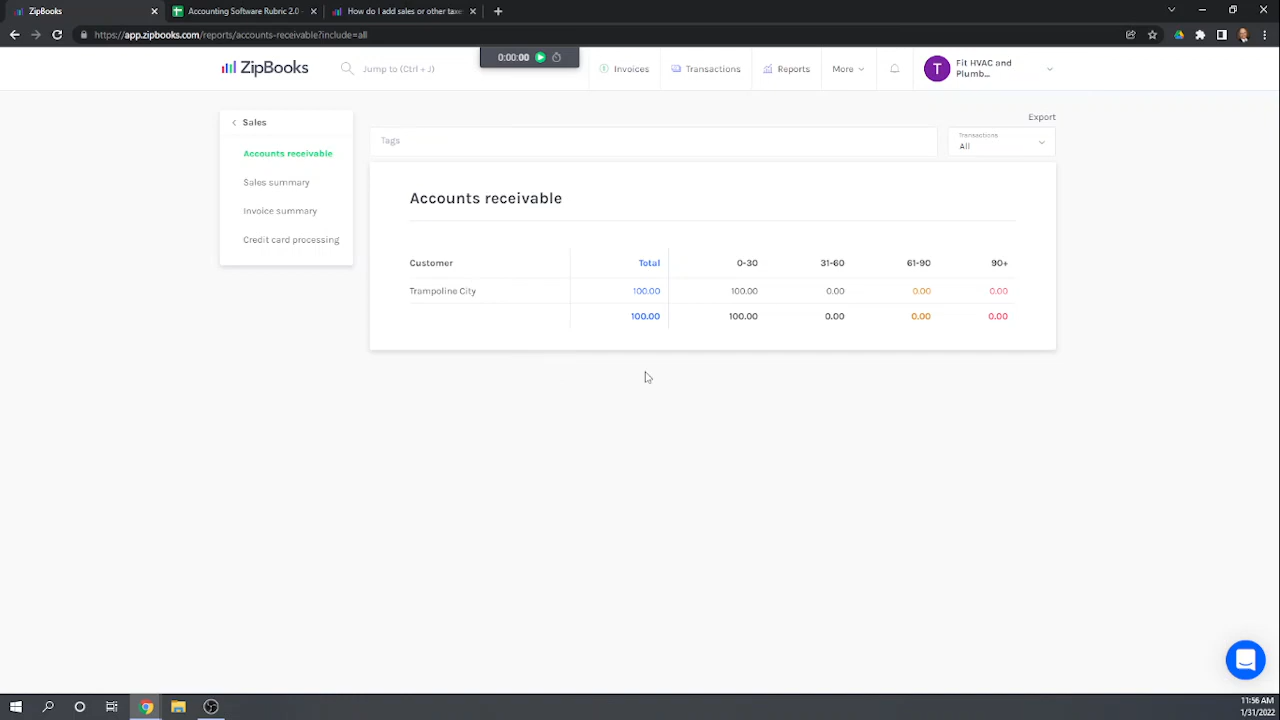 ZipBooks
Accounting Software Rubric 2.0 -
How do I add sales or other taxe
https://app.zipbooks.com/reports/accounts-receivable?include=all
0:00:00
ZipBooks
Jump to (Ctrl + J)
Invoices
Transactions
Reports
More
T
Fit HVAC and
Plumb...
Sales
Accounts receivable
Sales summary
Invoice summary
Credit card processing
Export
Tags
Transactions
All
Accounts receivable
Customer Total 0-30 31-60 61-90 90+
Trampoline City 100.00 100.00 0.00 0.00 0.00
100.00 100.00 0.00 0.00 0.00
11:56 AM
1/31/2022